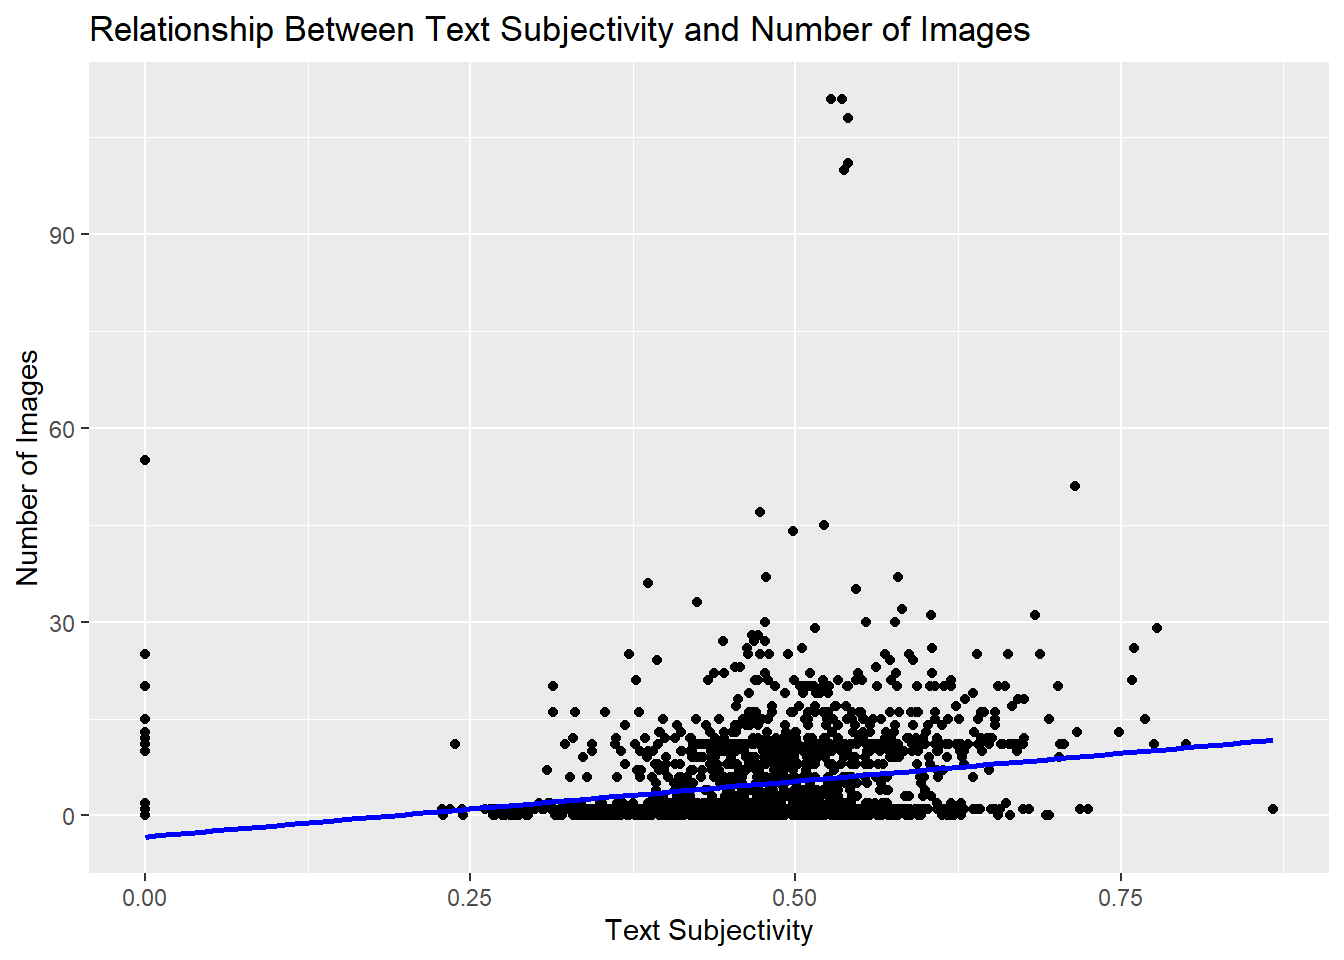 Relationship Between Text Subjectivity and Number of Images
Number of Images
90
60
30
0
0.00
0.25
0.50
0.75
Text Subjectivity